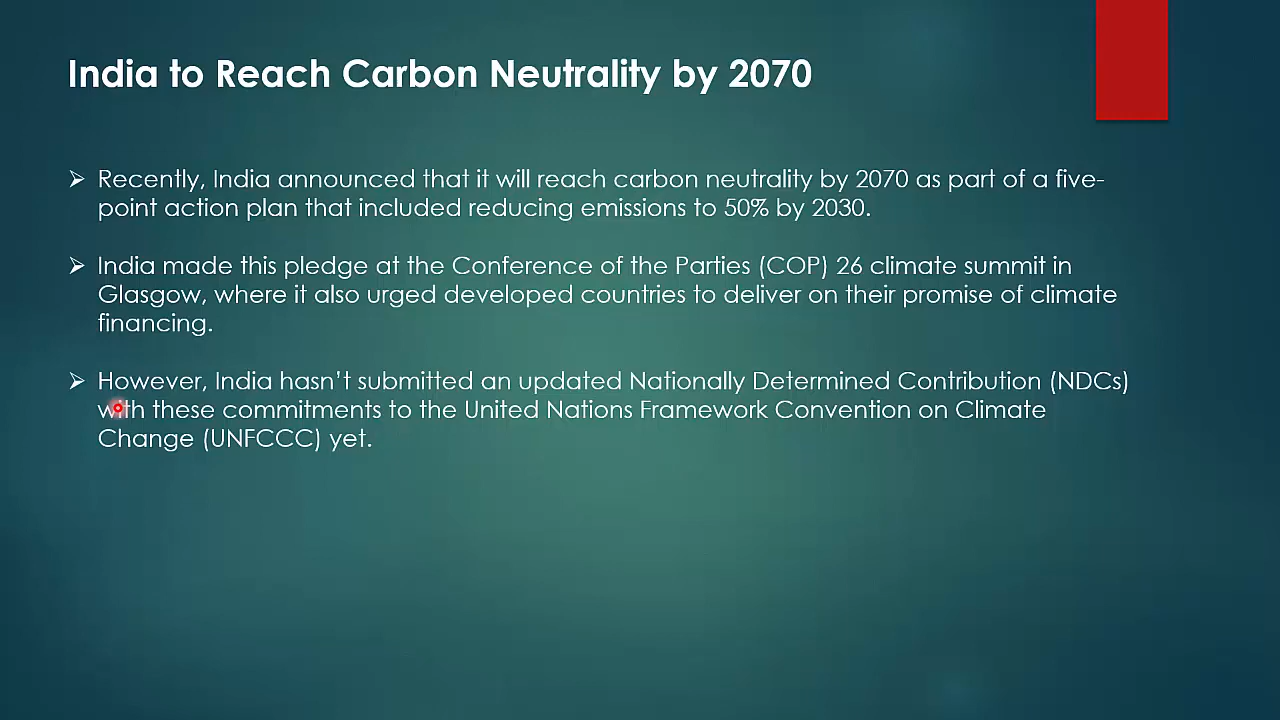 India to Reach Carbon Neutrality by 2070
Recently, India announced that it will reach carbon neutrality by 2070 as part of a five-
point action plan that included reducing emissions to 50% by 2030.
India made this pledge at the Conference of the Parties (COP) 26 climate summit in
Glasgow, where it also urged developed countries to deliver on their promise of climate
financing.
However, India hasn't submitted an updated Nationally Determined Contribution (NDCs)
with these commitments to the United Nations Framework Convention on Climate
Change (UNFCCC) yet.